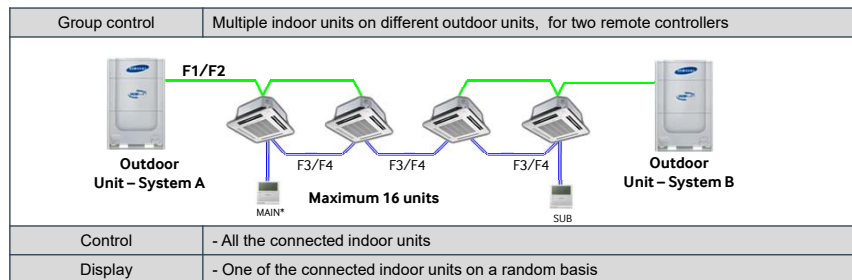 Group control
Multiple indoor units on different outdoor units, for two remote controllers
SAMSUNG
SAMSUNG
F1/F2
F3/F4
F3/F4
F3/F4
Outdoor
Unit – System A
Outdoor
Unit – System B
Maximum 16 units
MAIN*
SUB
Control
- All the connected indoor units
Display
- One of the connected indoor units on a random basis